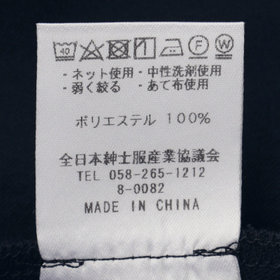 40 1 F W
・ネット使用・中性洗剤使用
・弱く絞る ・あて布使用
ポリエステル 100%
全日本紳士服産業協議会
TEL 058-265-1212
8-0082
MADE IN CHINA